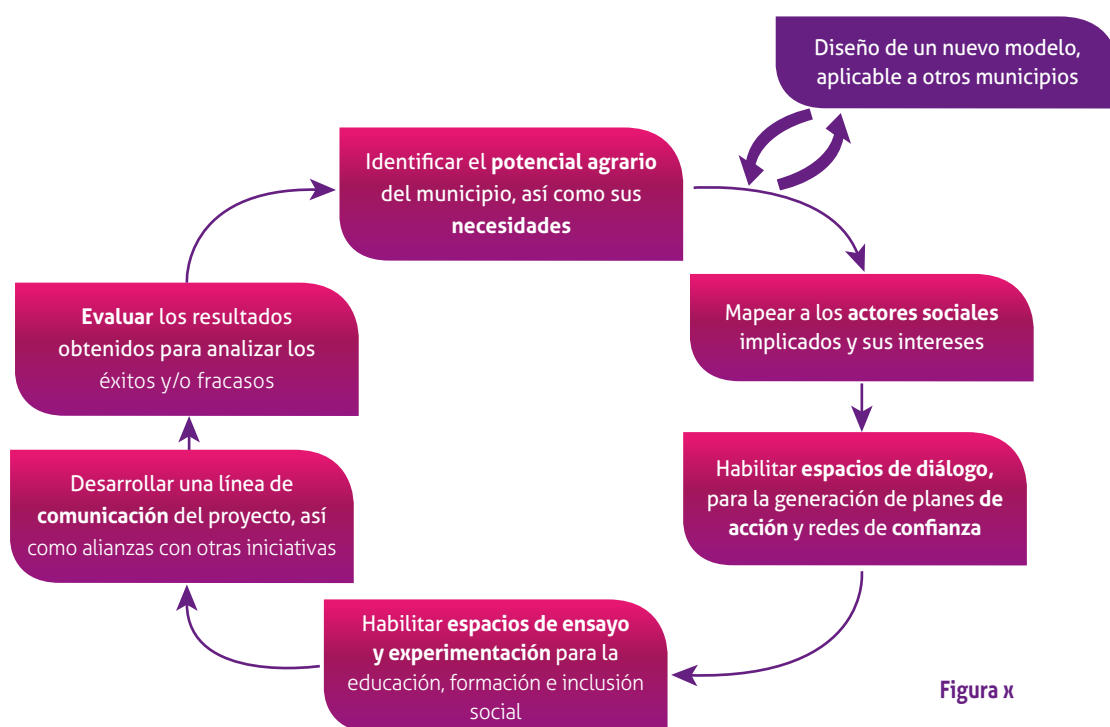 Diseño de un nuevo modelo,
aplicable a otros municipios
Identificar el potencial agrario
del municipio, así como sus
necesidades
Mapear a los actores sociales
implicados y sus intereses
Habilitar espacios de diálogo,
para la generación de planes de
acción y redes de confianza
Habilitar espacios de ensayo
y experimentación para la
educación, formación e inclusión
social
Desarrollar una línea de
comunicación del proyecto, así
como alianzas con otras iniciativas
Evaluar los resultados
obtenidos para analizar los
éxitos y/o fracasos
Figura x